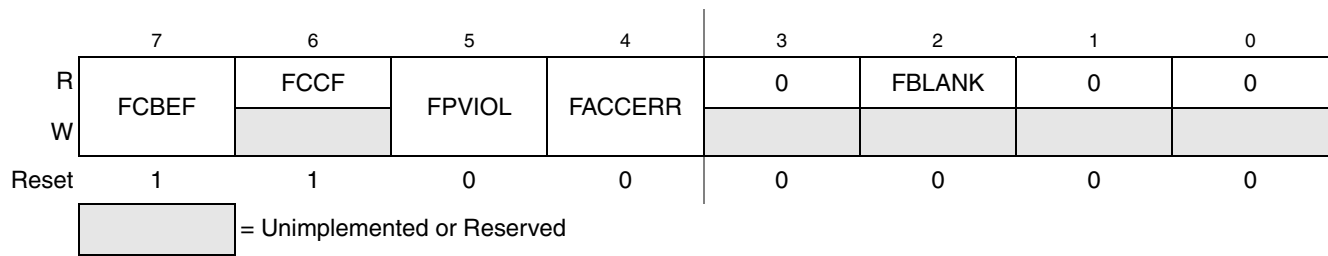 7 6 5 4 3 2 1 0
R FCBEF FCCF FPVIOL FACCERR 0 FBLANK 0 0
W
Reset 1 1 0 0 0 0 0 0
= Unimplemented or Reserved